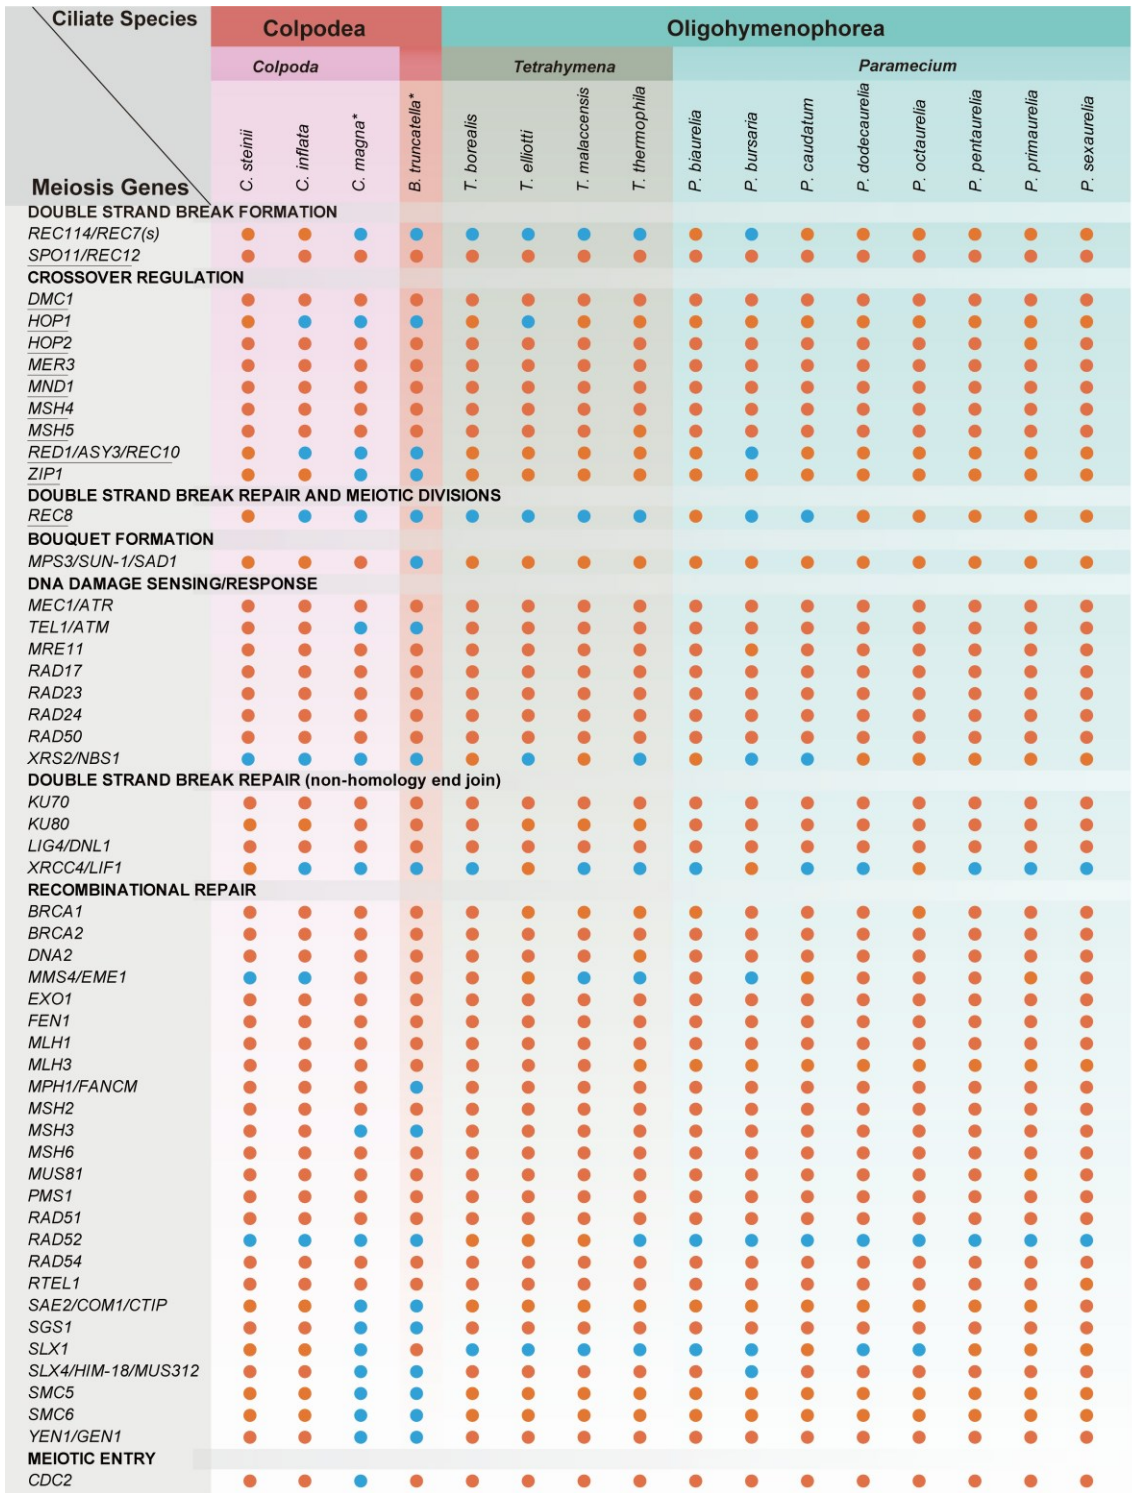 Ciliate Species
Colpodea
Oligohymenophorea
Colpoda
Tetrahymena
Paramecium
C. steinii
C. inflata
C. magna*
B. truncatella*
T. borealis
T. elliotti
T. malaccensis
T. thermophila
P. biaurelia
P. bursaria
P. caudatum
P. dodecaurelia
P. octaurelia
P. pentaurelia
P. primaurelia
P. sexaurelia
Meiosis Genes
DOUBLE STRAND BREAK FORMATION
REC114/REC7(s)
SPO11/REC12
CROSSOVER REGULATION
DMC1
HOP1
HOP2
MER3
MND1
MSH4
MSH5
RED1/ASY3/REC10
ZIP1
DOUBLE STRAND BREAK REPAIR AND MEIOTIC DIVISIONS
REC8
BOUQUET FORMATION
MPS3/SUN-1/SAD1
DNA DAMAGE SENSING/RESPONSE
MEC1/ATR
TEL1/ATM
MRE11
RAD17
RAD23
RAD24
RAD50
XRS2/NBS1
DOUBLE STRAND BREAK REPAIR (non-homology end join)
KU70
KU80
LIG4/DNL1
XRCC4/LIF1
RECOMBINATIONAL REPAIR
BRCA1
BRCA2
DNA2
MMS4/EME1
EXO1
FEN1
MLH1
MLH3
MPH1/FANCM
MSH2
MSH3
MSH6
MUS81
PMS1
RAD51
RAD52
RAD54
RTEL1
SAE2/COM1/CTIP
SGS1
SLX1
SLX4/HIM-18/MUS312
SMC5
SMC6
YEN1/GEN1
MEIOTIC ENTRY
CDC2